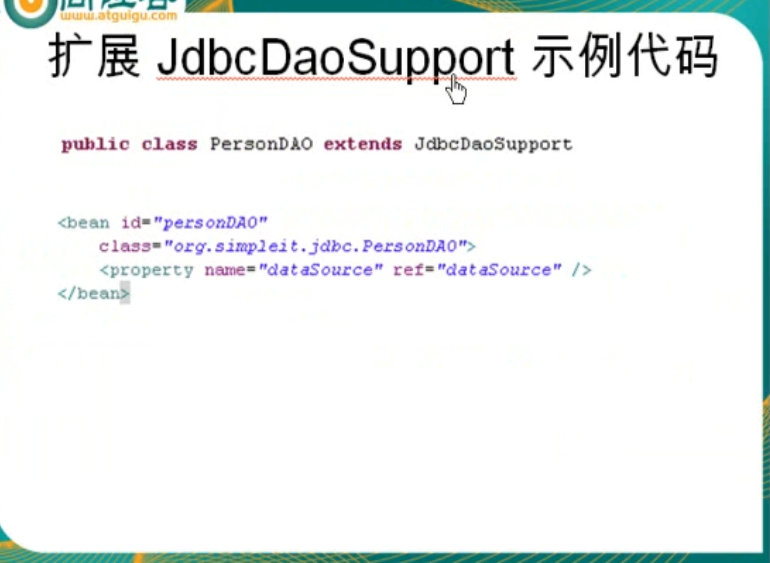 www.atguigu.com
扩展 JdbcDaoSupport 示例代码
public class PersonDAO extends JdbcDaoSupport
<bean id="personDAO"
class="org.simpleit.jdbc.PersonDAO">
<property name="dataSource" ref="dataSource" />
</bean>